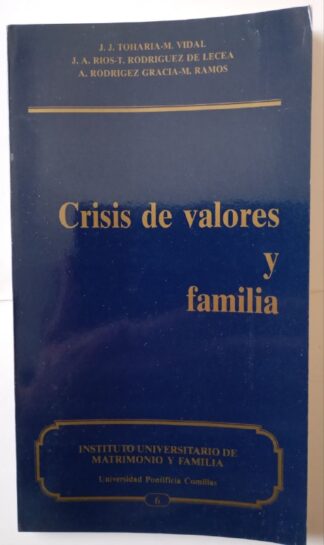 J. J. TOHARIA-M. VIDAL
J. A. RIOS-T. RODRIGUEZ DE LECEA
A. RODRIGEZ GRACIA-M. RAMOS
Crisis de valores
y
familia
INSTITUTO UNIVERSITARIO DE
MATRIMONIO Y FAMILIA
Universidad Pontificia Comillas
6